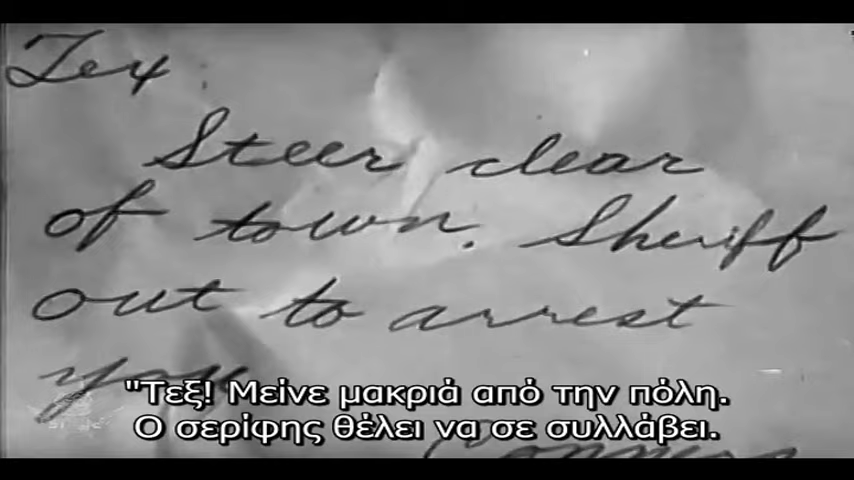 Tex
Steer clear
of town. Sheriff
out to arrest
you
"Τεξ! Μείνε μακριά από την πόλη.
Ο σερίφης θέλει να σε συλλάβει.